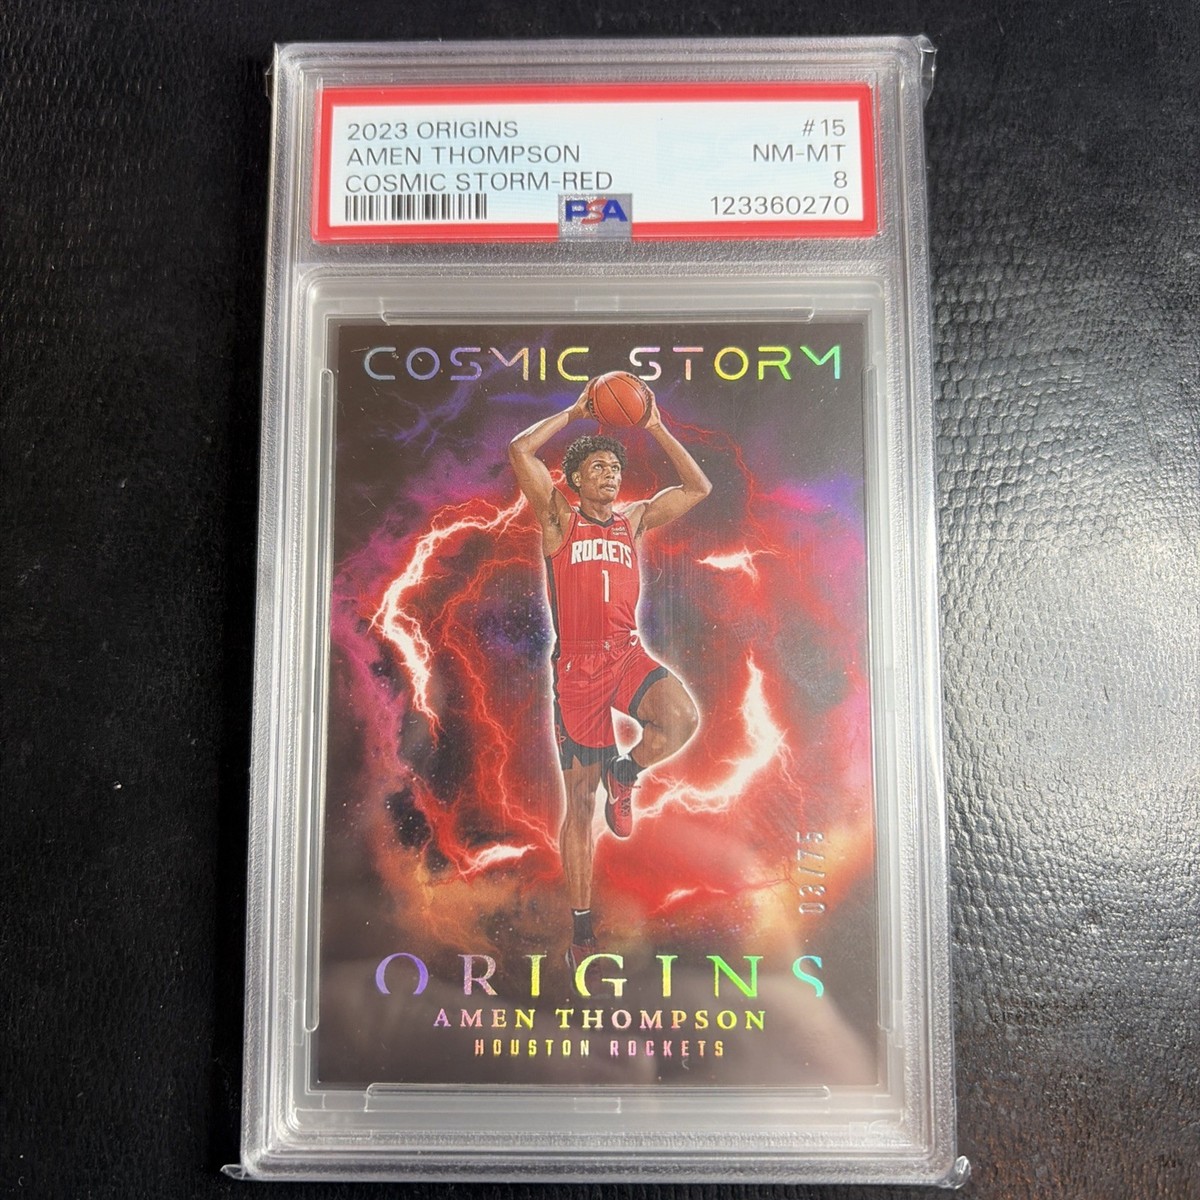 2023 ORIGINS #15
AMEN THOMPSON NM-MT
COSMIC STORM-RED 8
PSA 123360270
COSMIC STORM
ROCKETS
1
03/75
ORIGINS
AMEN THOMPSON
HOUSTON ROCKETS